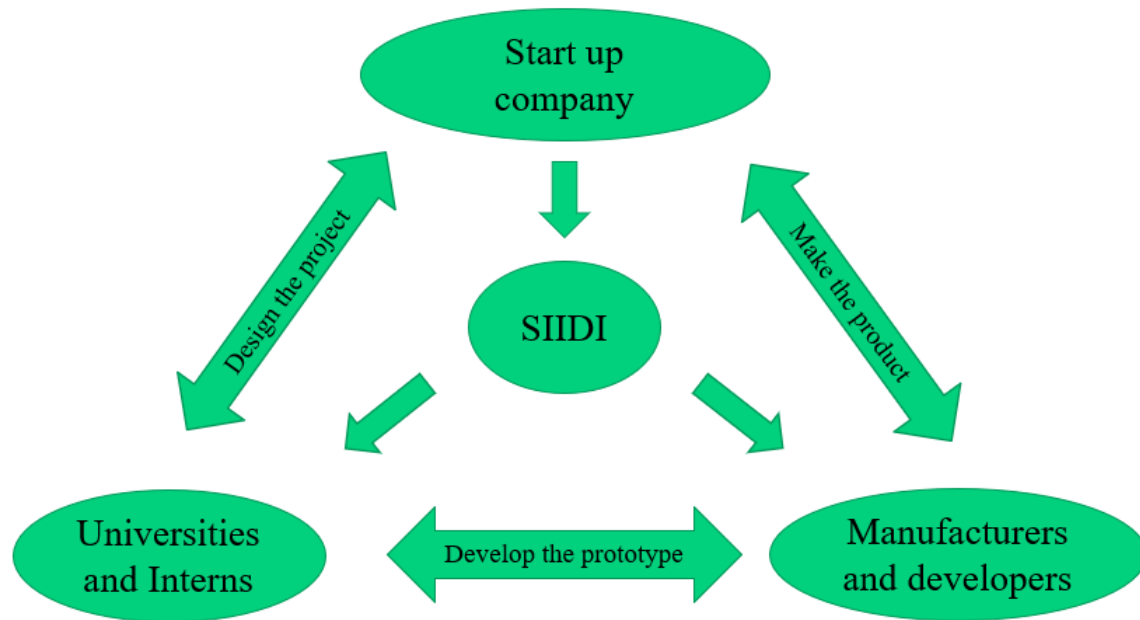 Start up
company
Design the project
Make the product
SIIDI
Universities
and Interns
Develop the prototype
Manufacturers
and developers